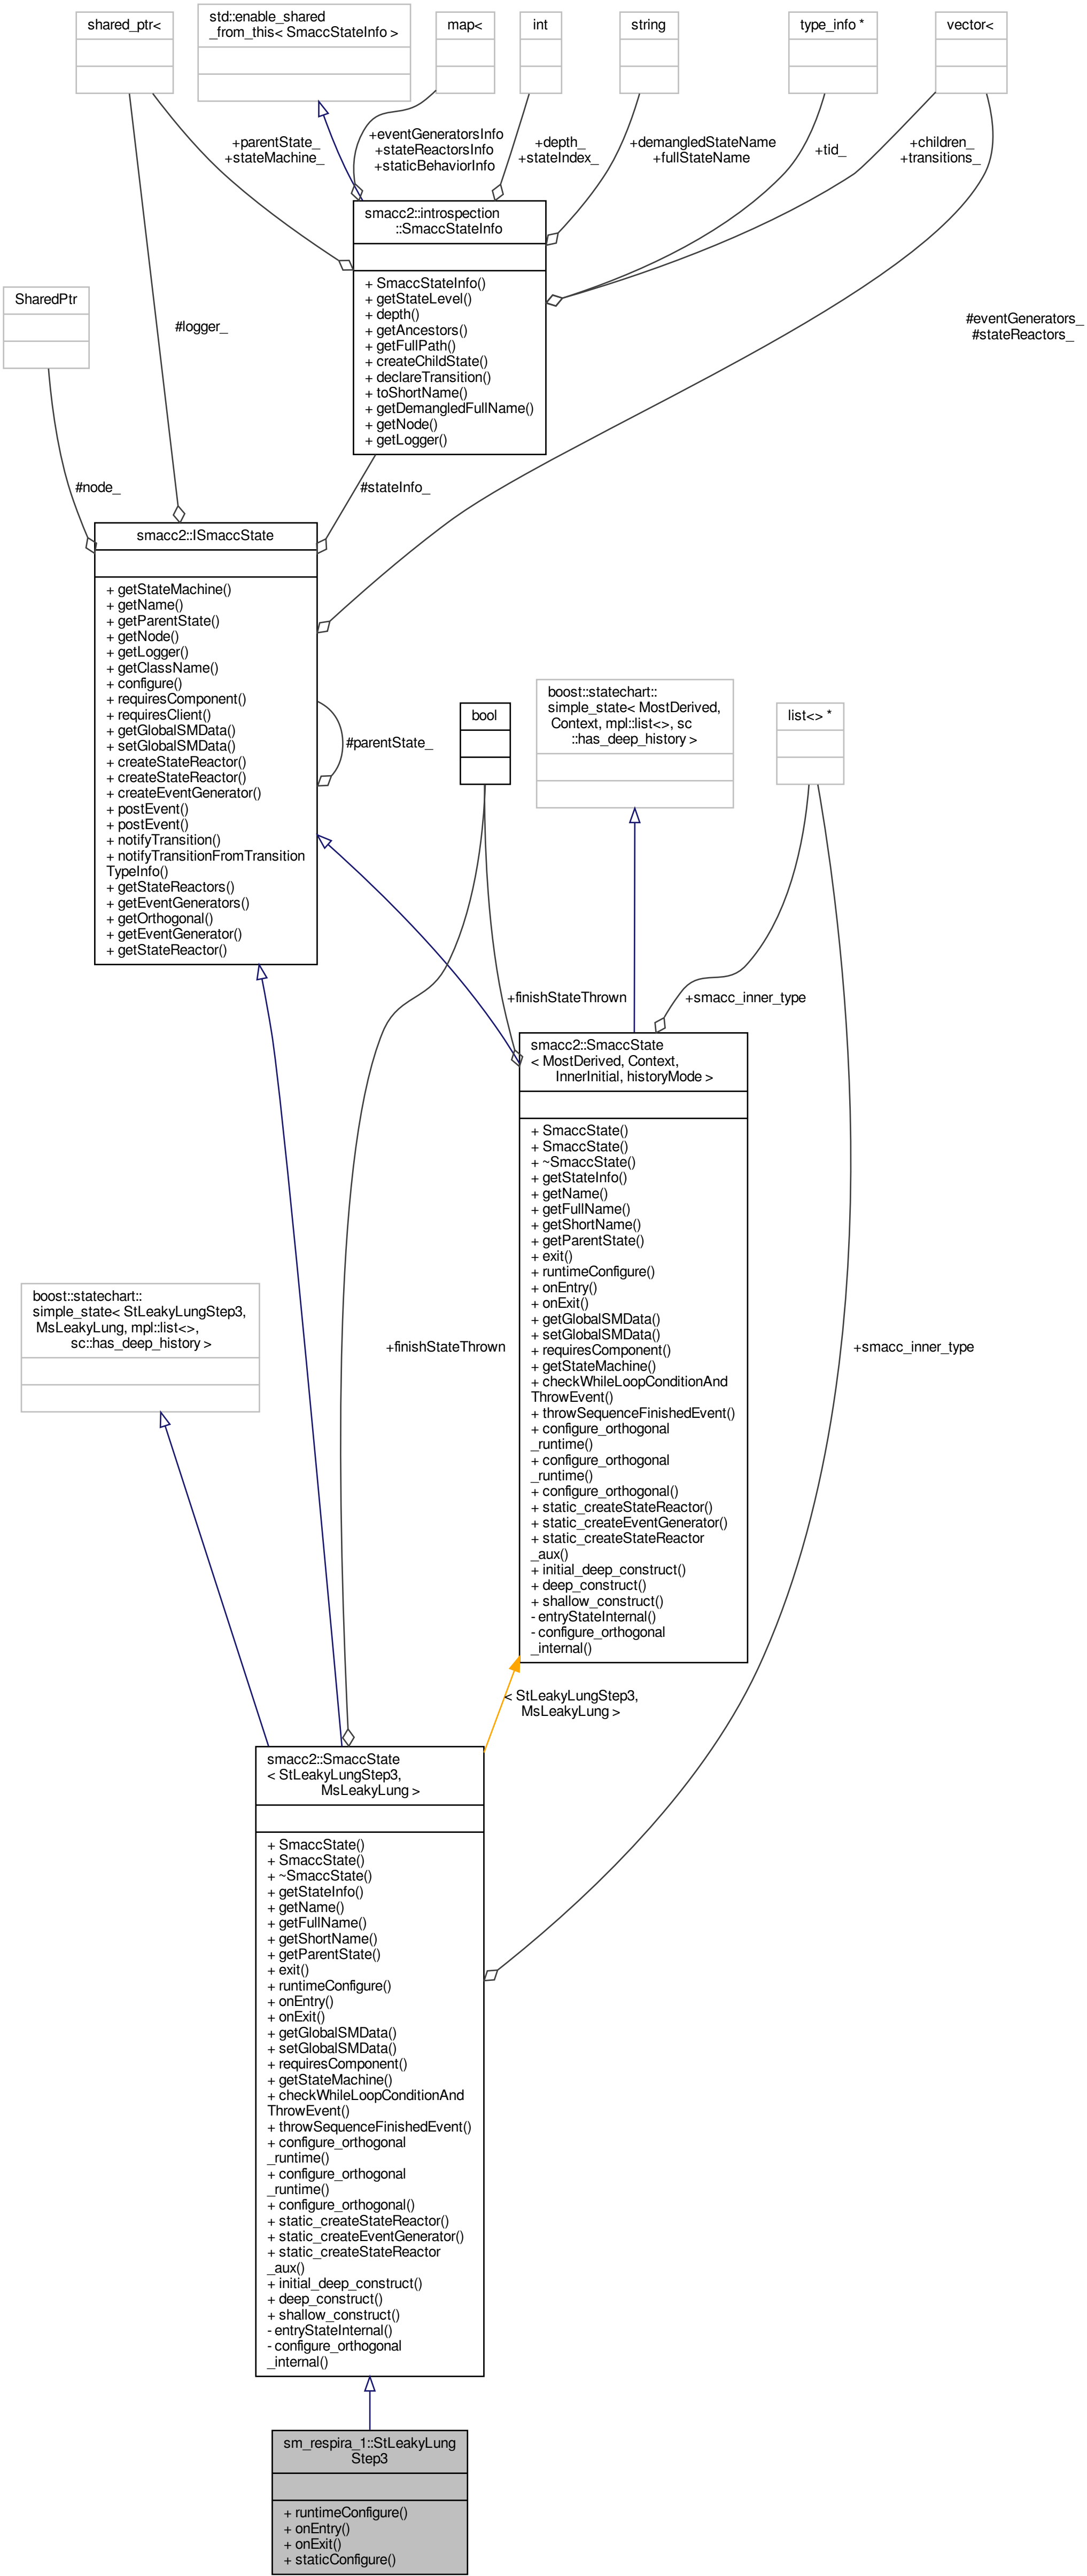 shared_ptr<
std::enable_shared
_from_this< SmaccStateInfo >
map<
int
string
type_info *
vector<
+parentState_
+stateMachine_
+eventGeneratorsInfo
+stateReactorsInfo
+staticBehaviorInfo
+depth_
+stateIndex_
+demangledStateName
+fullStateName
+tid_
+children_
+transitions_
smacc2::introspection
::SmaccStateInfo
+ SmaccStateInfo()
+ getStateLevel()
+ depth()
+ getAncestors()
+ getFullPath()
+ createChildState()
+ declareTransition()
+ toShortName()
+ getDemangledFullName()
+ getNode()
+ getLogger()
SharedPtr
#logger_
#eventGenerators_
#stateReactors_
#node_
#stateInfo_
smacc2::ISmaccState
+ getStateMachine()
+ getName()
+ getParentState()
+ getNode()
+ getLogger()
+ getClassName()
+ configure()
+ requiresComponent()
+ requiresClient()
+ getGlobalSMData()
+ setGlobalSMData()
+ createStateReactor()
+ createStateReactor()
+ createEventGenerator()
+ postEvent()
+ postEvent()
+ notifyTransition()
+ notifyTransitionFromTransition
TypeInfo()
+ getStateReactors()
+ getEventGenerators()
+ getOrthogonal()
+ getEventGenerator()
+ getStateReactor()
#parentState_
bool
boost::statechart::
simple_state< MostDerived,
Context, mpl::list<>, sc
::has_deep_history >
list<> *
+finishStateThrown
+smacc_inner_type
smacc2::SmaccState
< MostDerived, Context,
InnerInitial, historyMode >
+ SmaccState()
+ SmaccState()
+ ~SmaccState()
+ getStateInfo()
+ getName()
+ getFullName()
+ getShortName()
+ getParentState()
+ exit()
+ runtimeConfigure()
+ onEntry()
+ onExit()
+ getGlobalSMData()
+ setGlobalSMData()
+ requiresComponent()
+ getStateMachine()
+ checkWhileLoopConditionAnd
ThrowEvent()
+ throwSequenceFinishedEvent()
+ configure_orthogonal
_runtime()
+ configure_orthogonal
_runtime()
+ configure_orthogonal()
+ static_createStateReactor()
+ static_createEventGenerator()
+ static_createStateReactor
_aux()
+ initial_deep_construct()
+ deep_construct()
+ shallow_construct()
- entryStateInternal()
- configure_orthogonal
_internal()
boost::statechart::
simple_state< StLeakyLungStep3,
MsLeakyLung, mpl::list<>,
sc::has_deep_history >
+finishStateThrown
+smacc_inner_type
< StLeakyLungStep3,
MsLeakyLung >
smacc2::SmaccState
< StLeakyLungStep3,
MsLeakyLung >
+ SmaccState()
+ SmaccState()
+ ~SmaccState()
+ getStateInfo()
+ getName()
+ getFullName()
+ getShortName()
+ getParentState()
+ exit()
+ runtimeConfigure()
+ onEntry()
+ onExit()
+ getGlobalSMData()
+ setGlobalSMData()
+ requiresComponent()
+ getStateMachine()
+ checkWhileLoopConditionAnd
ThrowEvent()
+ throwSequenceFinishedEvent()
+ configure_orthogonal
_runtime()
+ configure_orthogonal
_runtime()
+ configure_orthogonal()
+ static_createStateReactor()
+ static_createEventGenerator()
+ static_createStateReactor
_aux()
+ initial_deep_construct()
+ deep_construct()
+ shallow_construct()
- entryStateInternal()
- configure_orthogonal
_internal()
sm_respira_1::StLeakyLung
Step3
+ runtimeConfigure()
+ onEntry()
+ onExit()
+ staticConfigure()